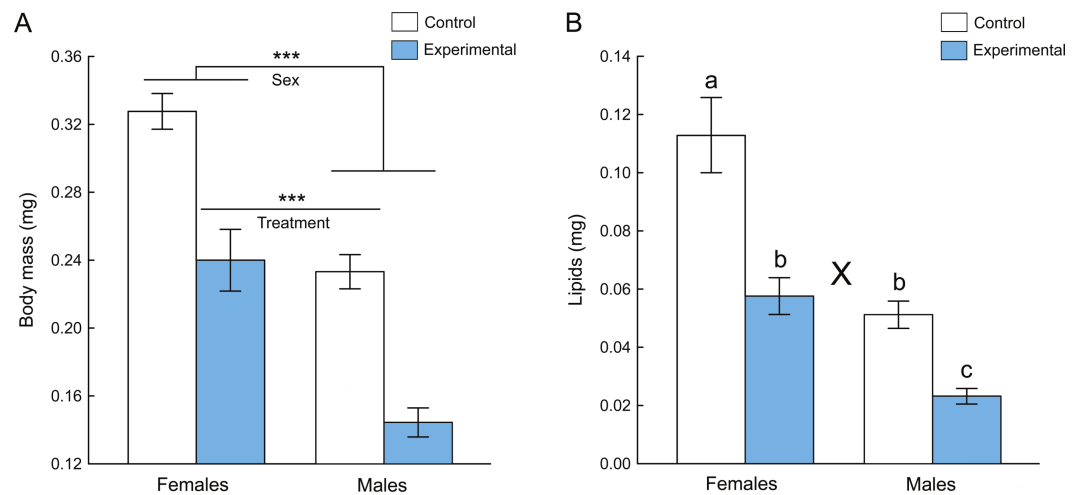 A
Control
Experimental
0.36
0.32
0.28
0.24
0.20
0.16
0.12
Body mass (mg)
***
Sex
***
Treatment
Females
Males
B
Control
Experimental
0.14
0.12
0.10
0.08
0.06
0.04
0.02
0.00
Lipids (mg)
a
b
X
b
c
Females
Males